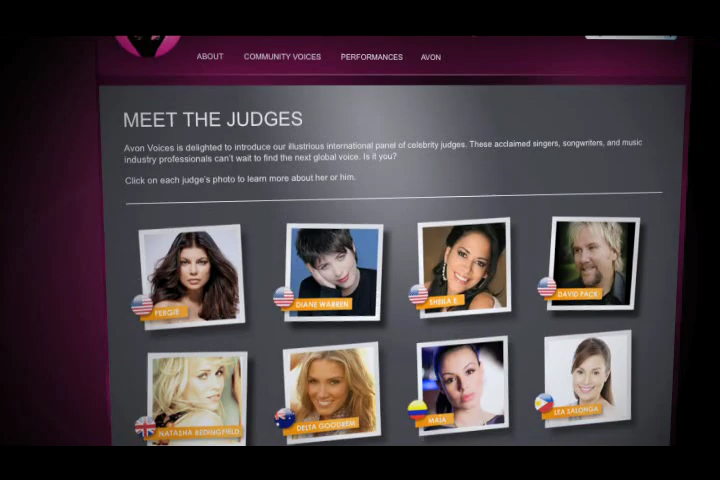 ABOUT COMMUNITY VOICES PERFORMANCES AVON
MEET THE JUDGES
Avon Voices is delighted to introduce our illustrious international panel of celebrity judges. These acclaimed singers, songwriters, and music
industry professionals can't wait to find the next global voice. Is it you?
Click on each judge's photo to learn more about her or him.
FERGIE
DIANE WARREN
SHEILA E.
DAVID PACK
NATASHA BEDINGFIELD
DELTA GOODREM
MAIA
LEA SALONGA